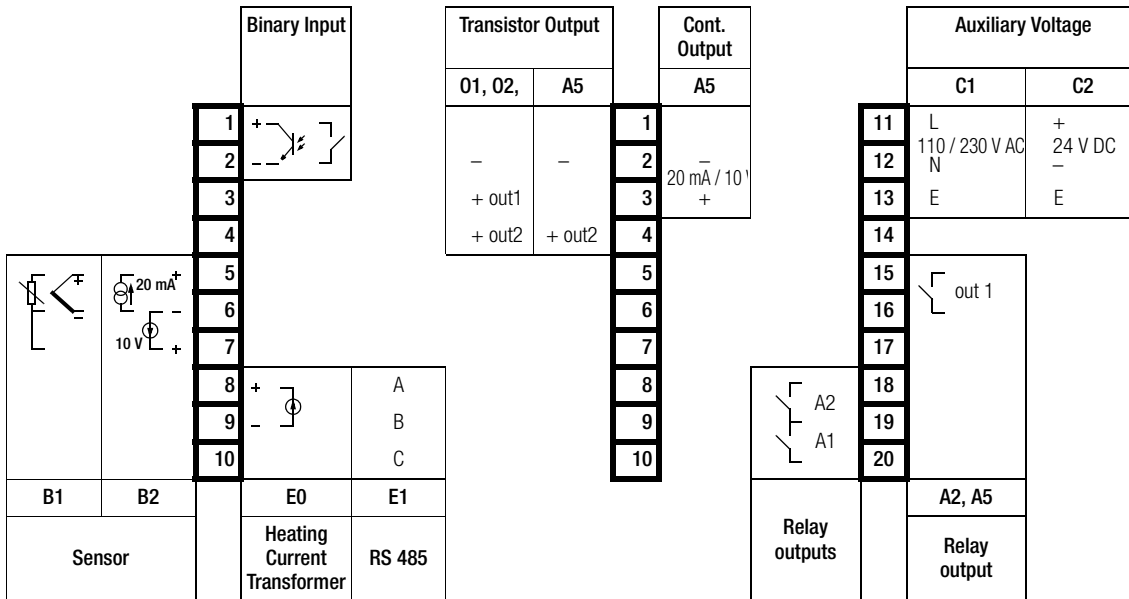 Binary Input
Transistor Output
Cont.
Output
Auxiliary Voltage
O1, O2,
A5
A5
C1
C2
1
2
3
4
5
6
7
8
9
10
+
–
–
–
+ out1
+ out2
+ out2
1
2
3
4
5
6
7
8
9
10
–
20 mA / 10 V
+
11
12
13
14
15
16
17
18
19
20
L
110 / 230 V AC
N
E
+
24 V DC
–
E
+
–
20 mA
+
–
10 V
+
+
–
A
B
C
out 1
A2
A1
B1
B2
E0
E1
A2, A5
Sensor
Heating
Current
Transformer
RS 485
Relay
outputs
Relay
output